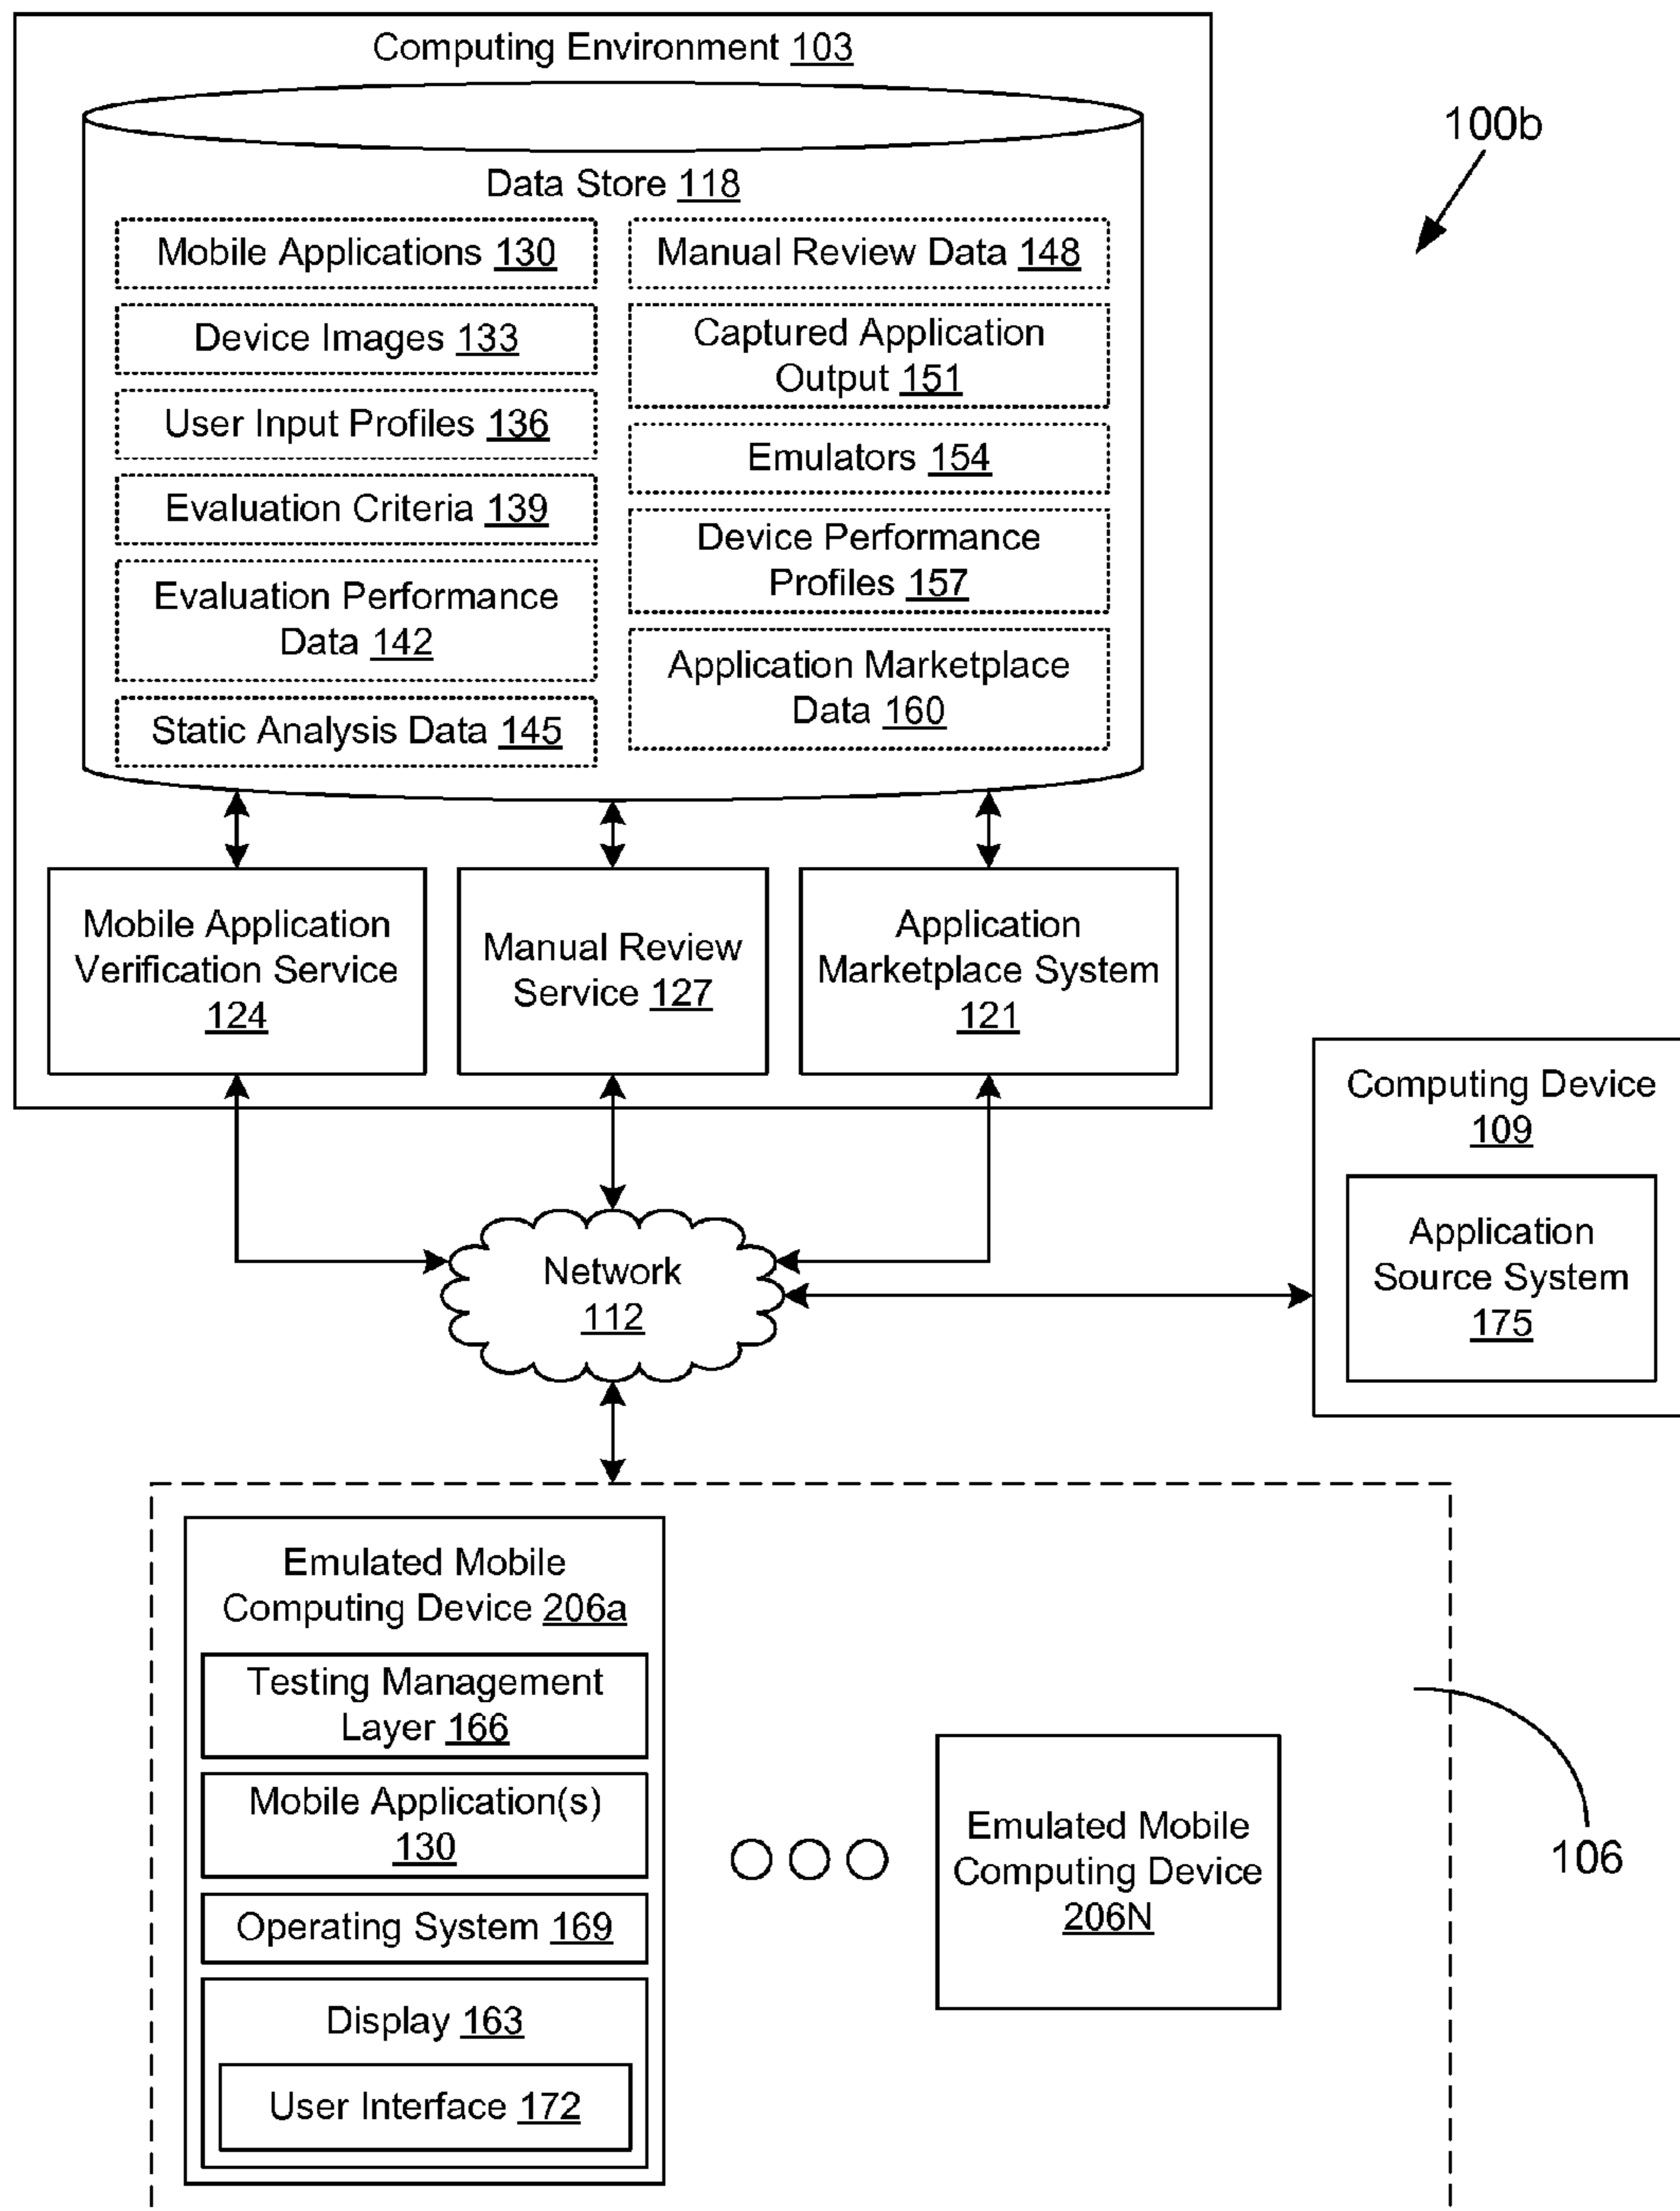 Computing Environment 103
100b
Data Store 118
Mobile Applications 130
Device Images 133
User Input Profiles 136
Evaluation Criteria 139
Evaluation Performance
Data 142
Static Analysis Data 145
Manual Review Data 148
Captured Application
Output 151
Emulators 154
Device Performance
Profiles 157
Application Marketplace
Data 160
Mobile Application
Verification Service
124
Manual Review
Service 127
Application
Marketplace System
121
Computing Device
109
Application
Source System
175
Network
112
Emulated Mobile
Computing Device 206a
Testing Management
Layer 166
Mobile Application(s)
130
Operating System 169
Display 163
User Interface 172
Emulated Mobile
Computing Device
206N
106